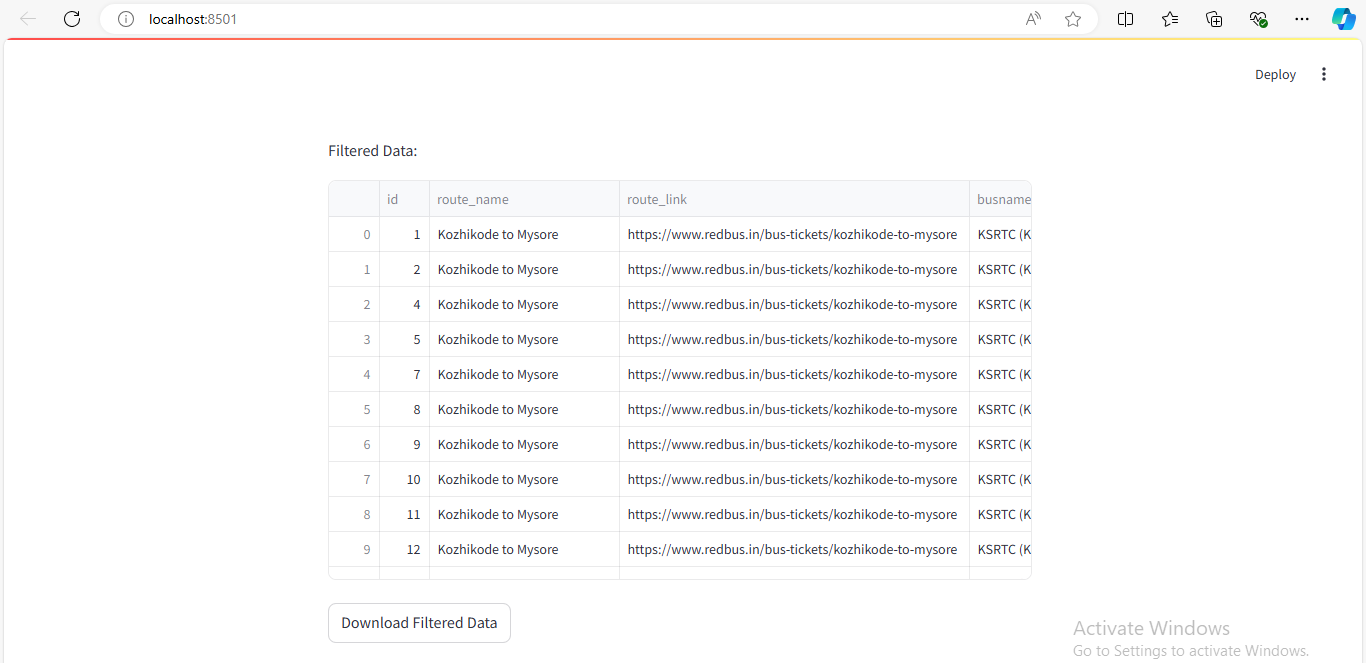 localhost:8501
Deploy
Filtered Data:
id route_name route_link busname
0 1 Kozhikode to Mysore https://www.redbus.in/bus-tickets/kozhikode-to-mysore KSRTC (K
1 2 Kozhikode to Mysore https://www.redbus.in/bus-tickets/kozhikode-to-mysore KSRTC (K
2 4 Kozhikode to Mysore https://www.redbus.in/bus-tickets/kozhikode-to-mysore KSRTC (K
3 5 Kozhikode to Mysore https://www.redbus.in/bus-tickets/kozhikode-to-mysore KSRTC (K
4 7 Kozhikode to Mysore https://www.redbus.in/bus-tickets/kozhikode-to-mysore KSRTC (K
5 8 Kozhikode to Mysore https://www.redbus.in/bus-tickets/kozhikode-to-mysore KSRTC (K
6 9 Kozhikode to Mysore https://www.redbus.in/bus-tickets/kozhikode-to-mysore KSRTC (K
7 10 Kozhikode to Mysore https://www.redbus.in/bus-tickets/kozhikode-to-mysore KSRTC (K
8 11 Kozhikode to Mysore https://www.redbus.in/bus-tickets/kozhikode-to-mysore KSRTC (K
9 12 Kozhikode to Mysore https://www.redbus.in/bus-tickets/kozhikode-to-mysore KSRTC (K
Download Filtered Data
Activate Windows
Go to Settings to activate Windows.